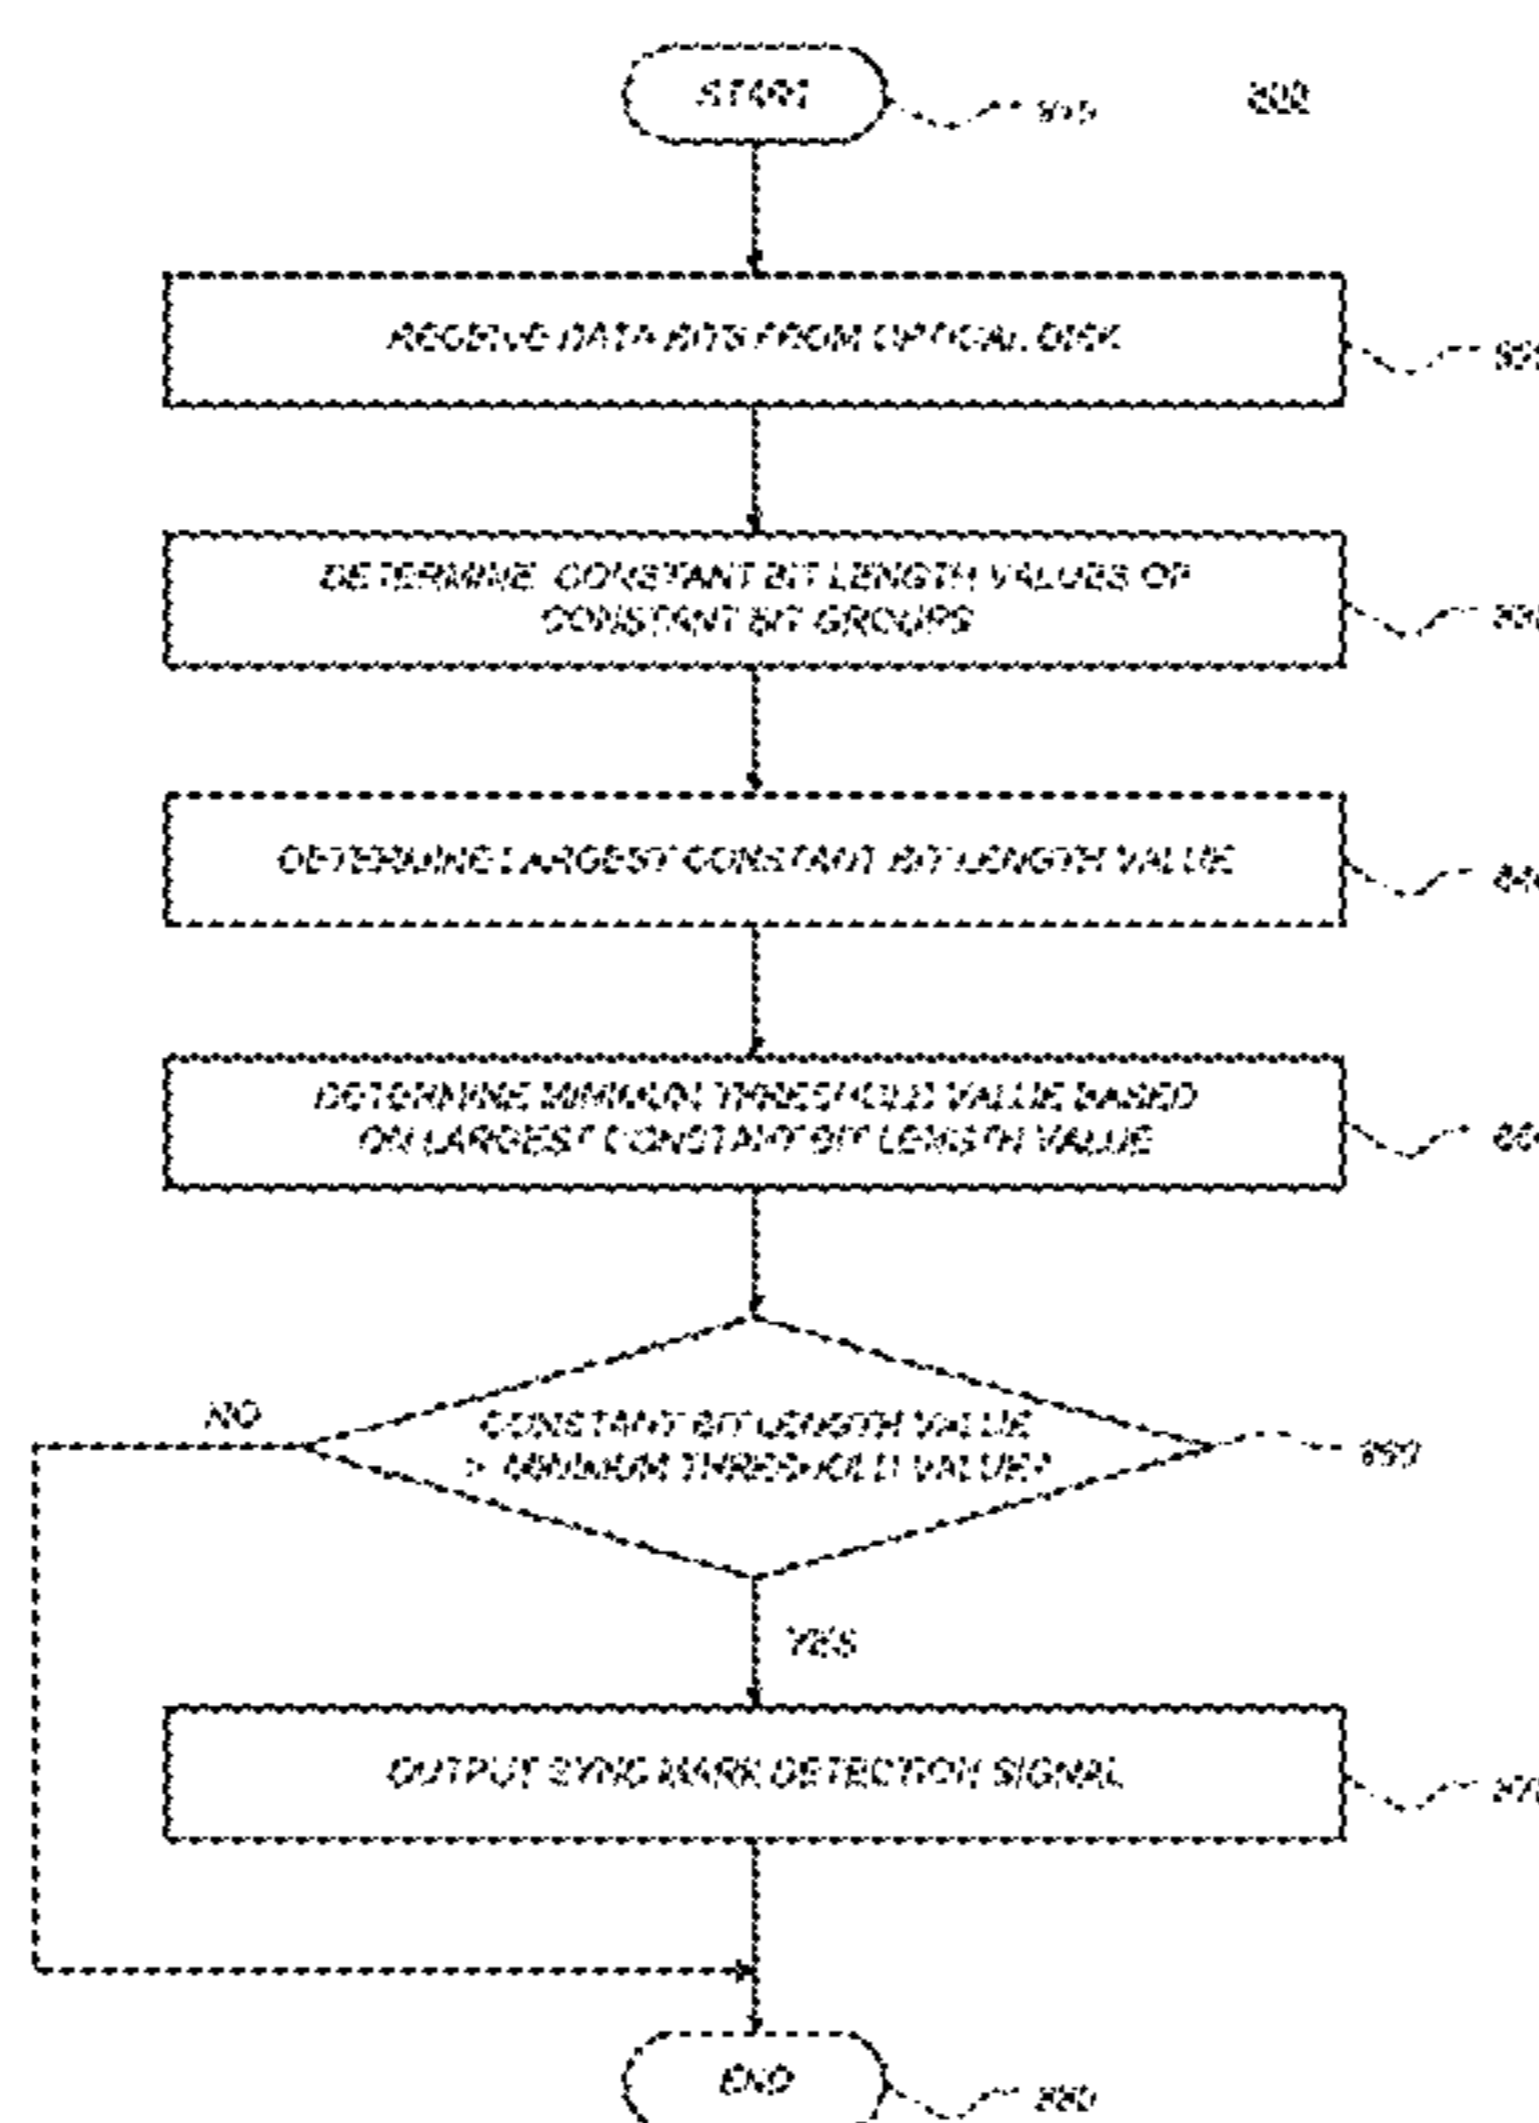 START
800
RECEIVE DATA BITS FROM OPTICAL DISK
DETERMINE CONSTANT BIT LENGTH VALUES OF
CONSTANT BIT GROUPS
DETERMINE LARGEST CONSTANT BIT LENGTH VALUE
DETERMINE MINIMUM THRESHOLD VALUE BASED
ON LARGEST CONSTANT BIT LENGTH VALUE
NO
CONSTANT BIT LENGTH VALUE
> MINIMUM THRESHOLD VALUE?
YES
OUTPUT SYNC MARK DETECTION SIGNAL
END
880